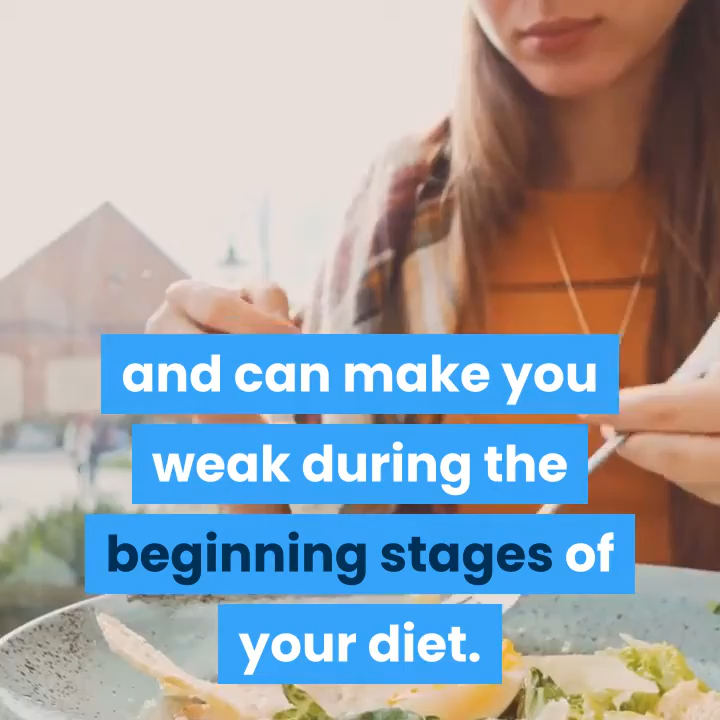 and can make you
weak during the
beginning stages of
your diet.